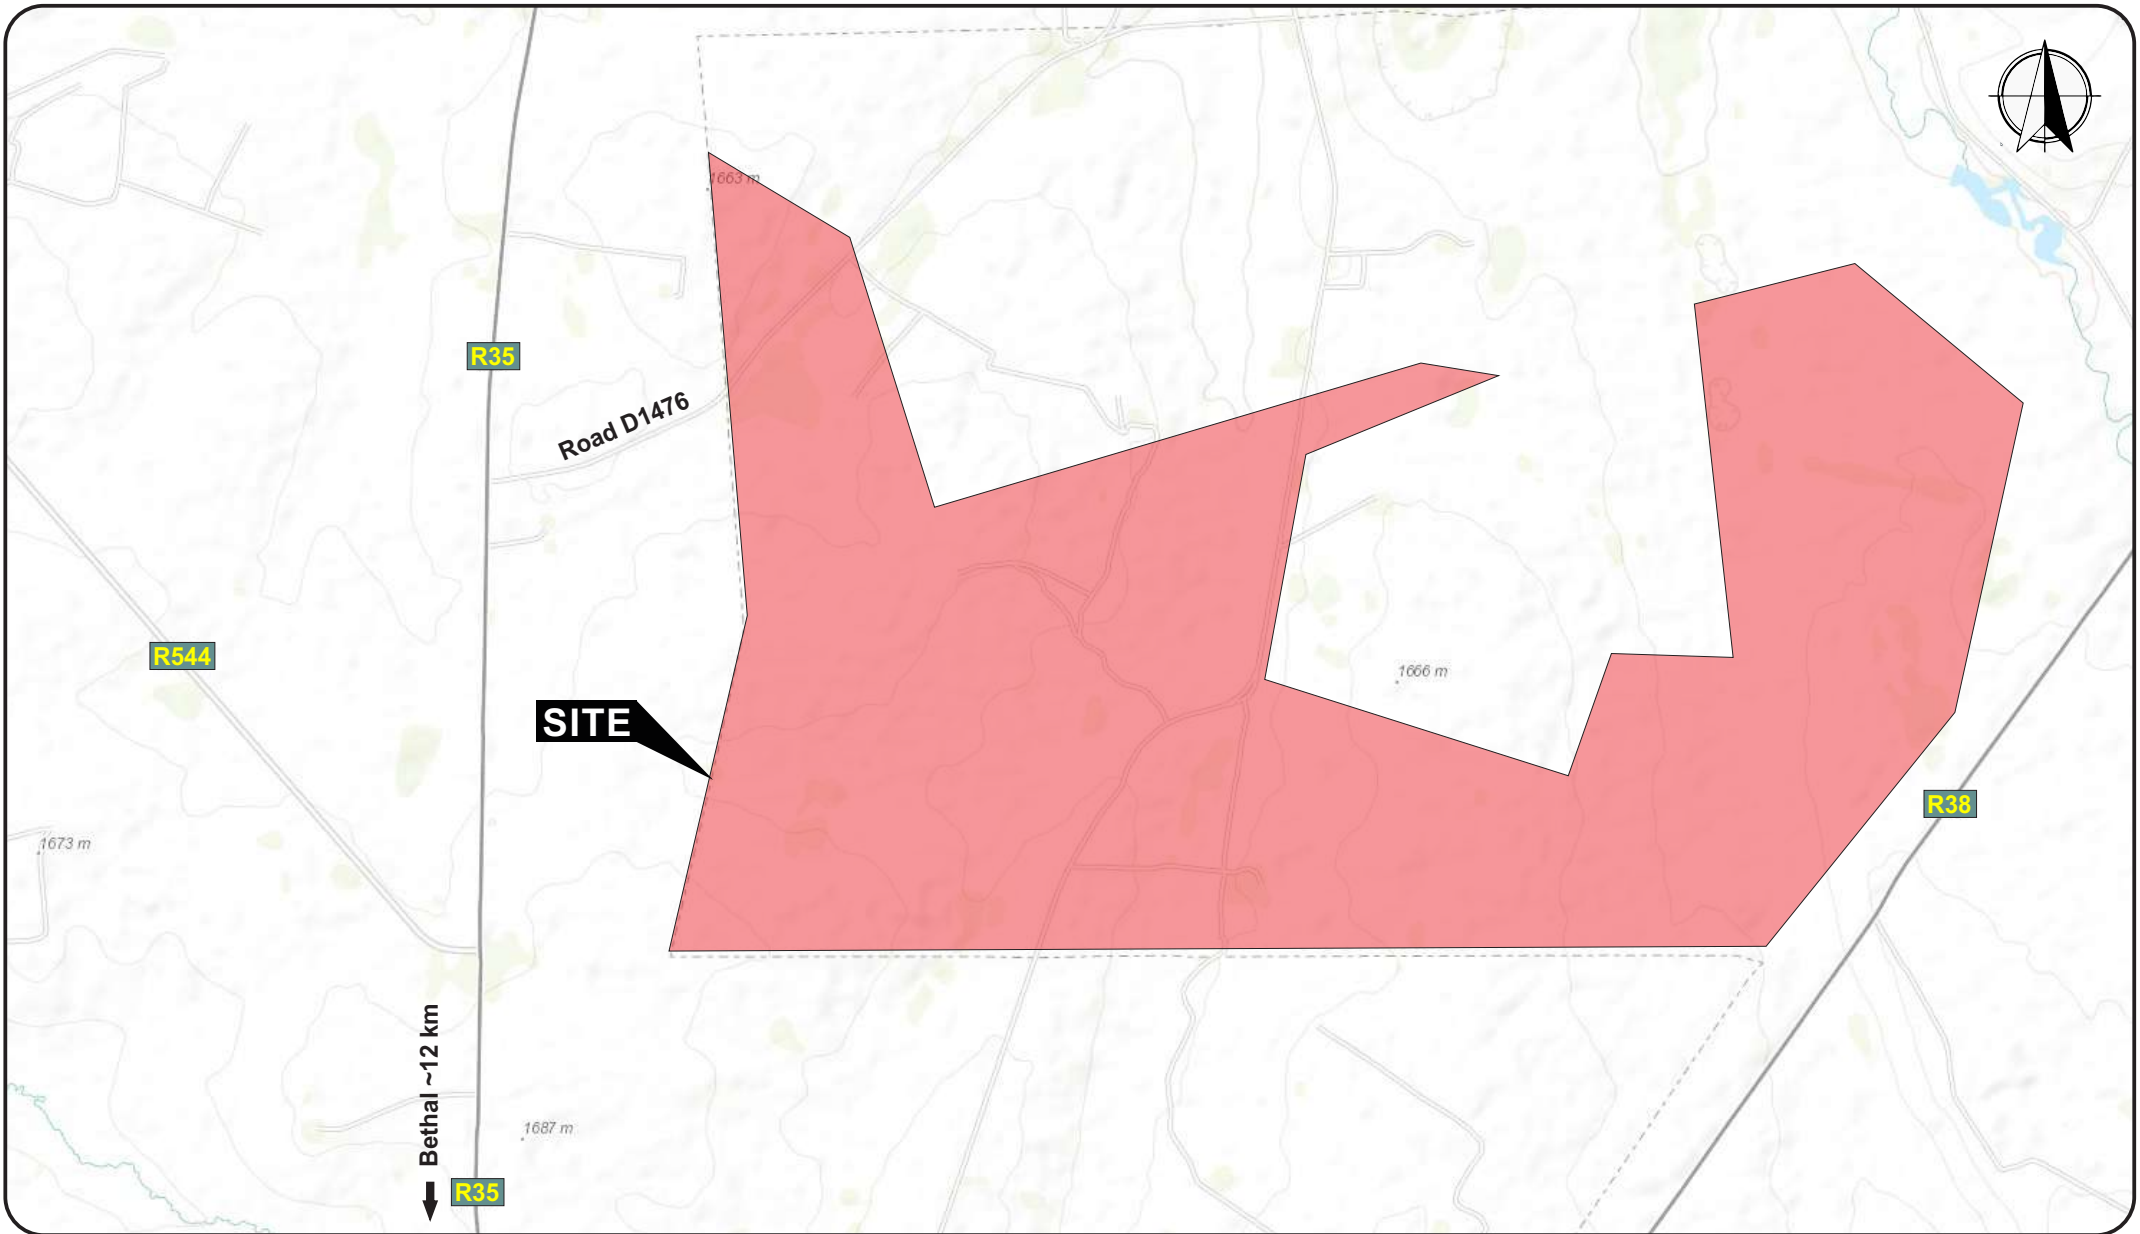 1663 m
R35
Road D1476
R544
1666 m
SITE
R38
1673 m
Bethal ~12 km
1687 m
R35